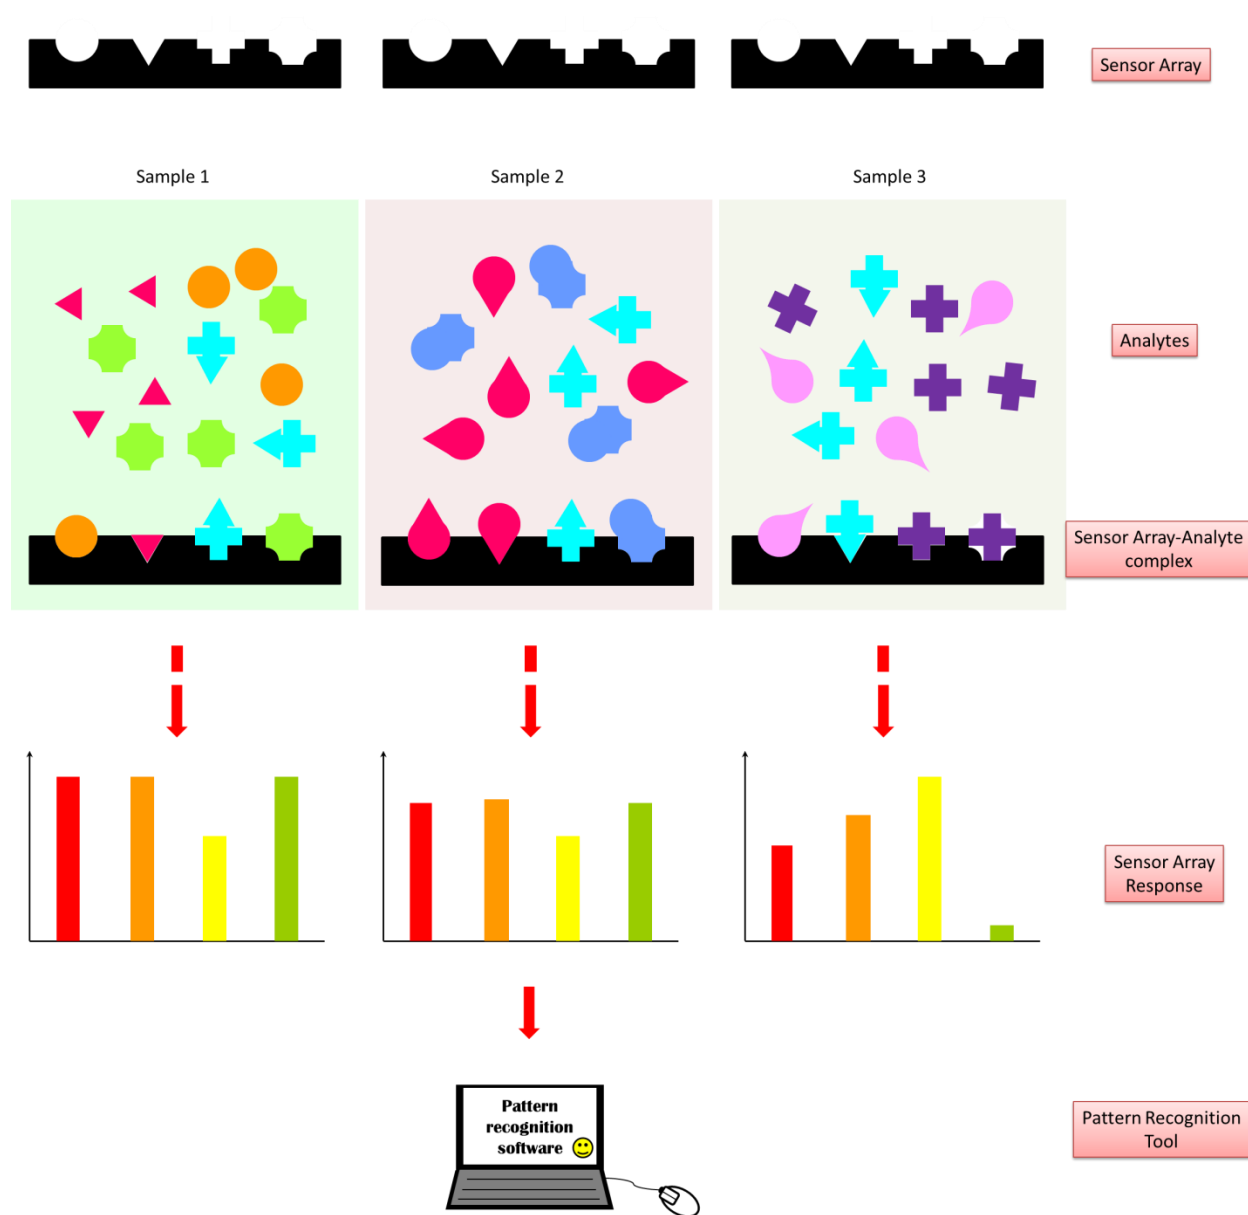 Sensor Array
Sample 1
Sample 2
Sample 3
Analytes
Sensor Array-Analyte
complex
Sensor Array
Response
Pattern
recognition
software
Pattern Recognition
Tool